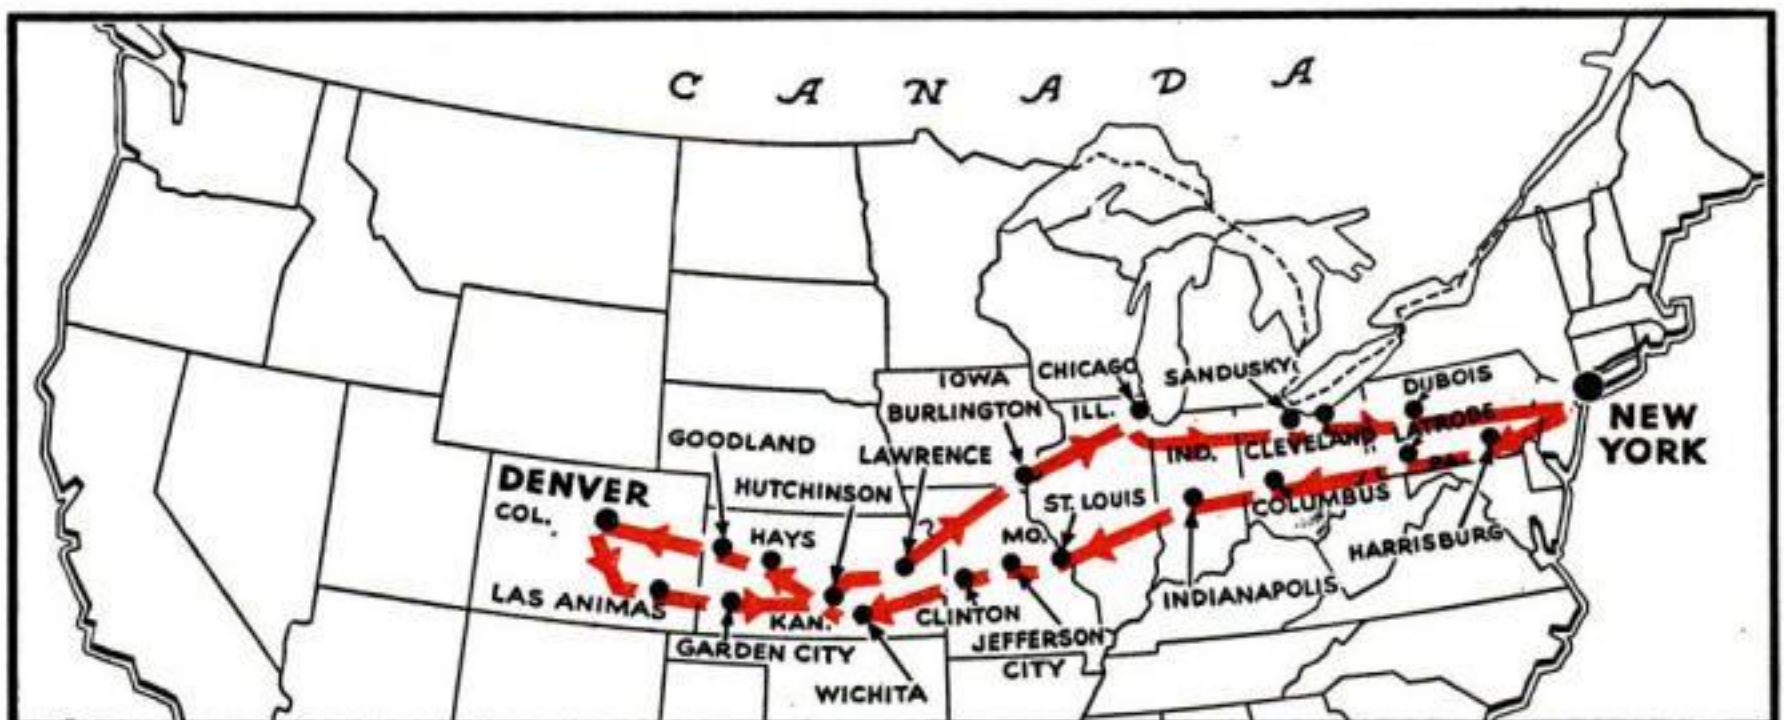 CANADA
IOWA
CHICAGO
SANDUSKY
DUBOIS
BURLINGTON
ILL.
LATROBE
NEW
YORK
GOODLAND
LAWRENCE
IND.
CLEVELAND
PA.
DENVER
COL.
HUTCHINSON
ST. LOUIS
COLUMBUS
HAYS
MO.
HARRISBURG
LAS ANIMAS
KAN.
CLINTON
INDIANAPOLIS
GARDEN CITY
JEFFERSON
CITY
WICHITA